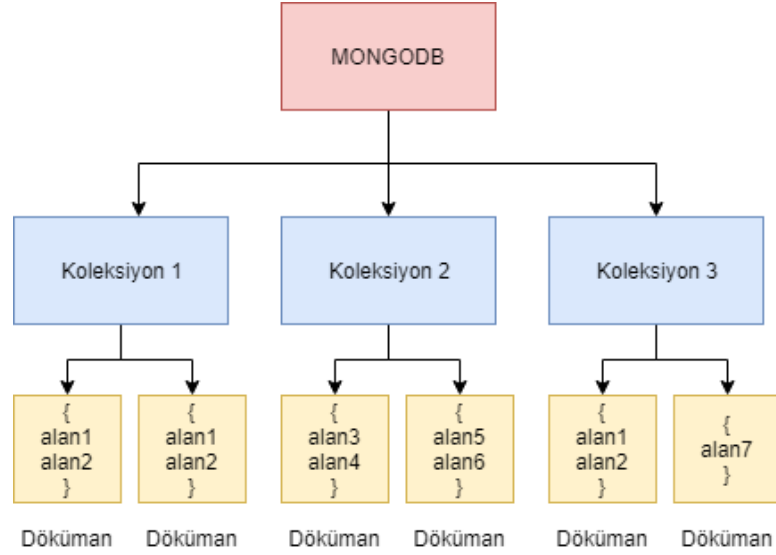 MONGODB
Koleksiyon 1
Koleksiyon 2
Koleksiyon 3
{
alan1
alan2
}
{
alan1
alan2
}
{
alan3
alan4
}
{
alan5
alan6
}
{
alan1
alan2
}
{
alan7
}
Döküman
Döküman
Döküman
Döküman
Döküman
Döküman